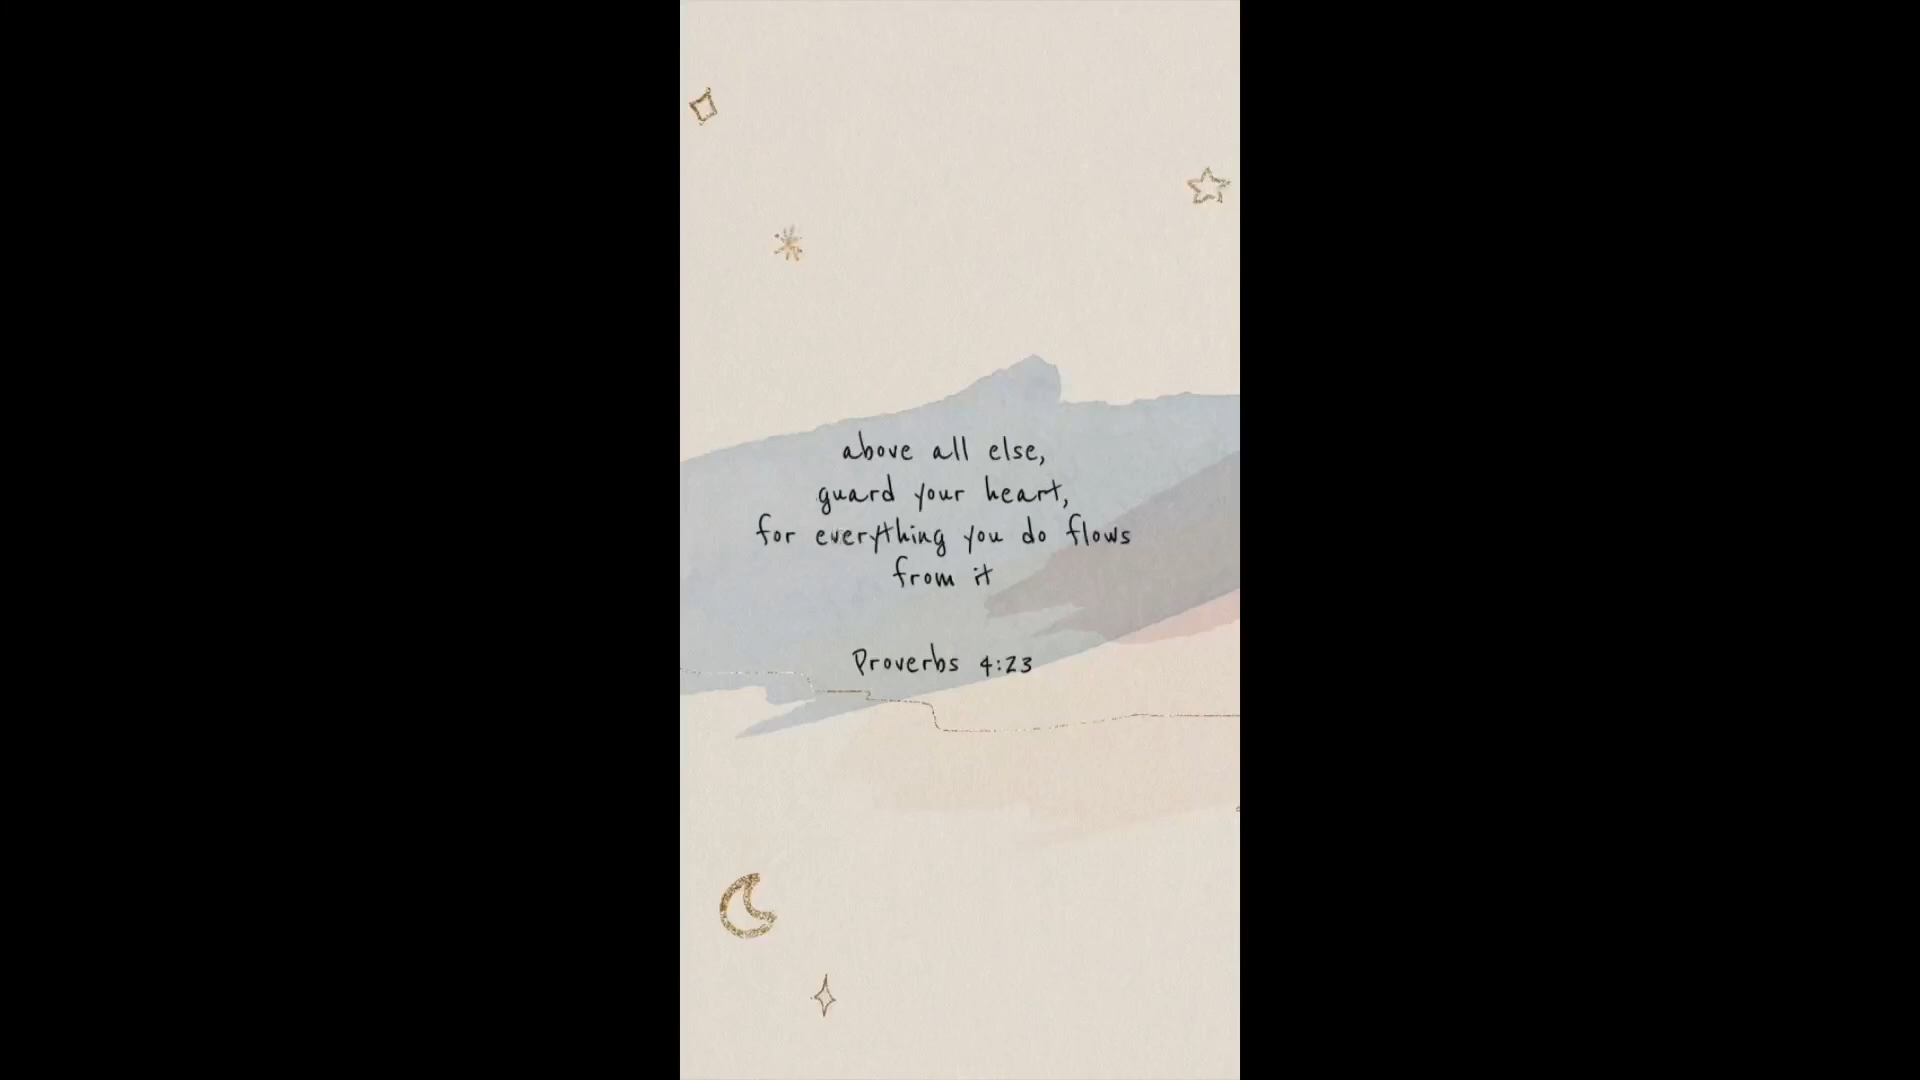 above all else,
guard your heart,
for everything you do flows
from it
Proverbs 4:23